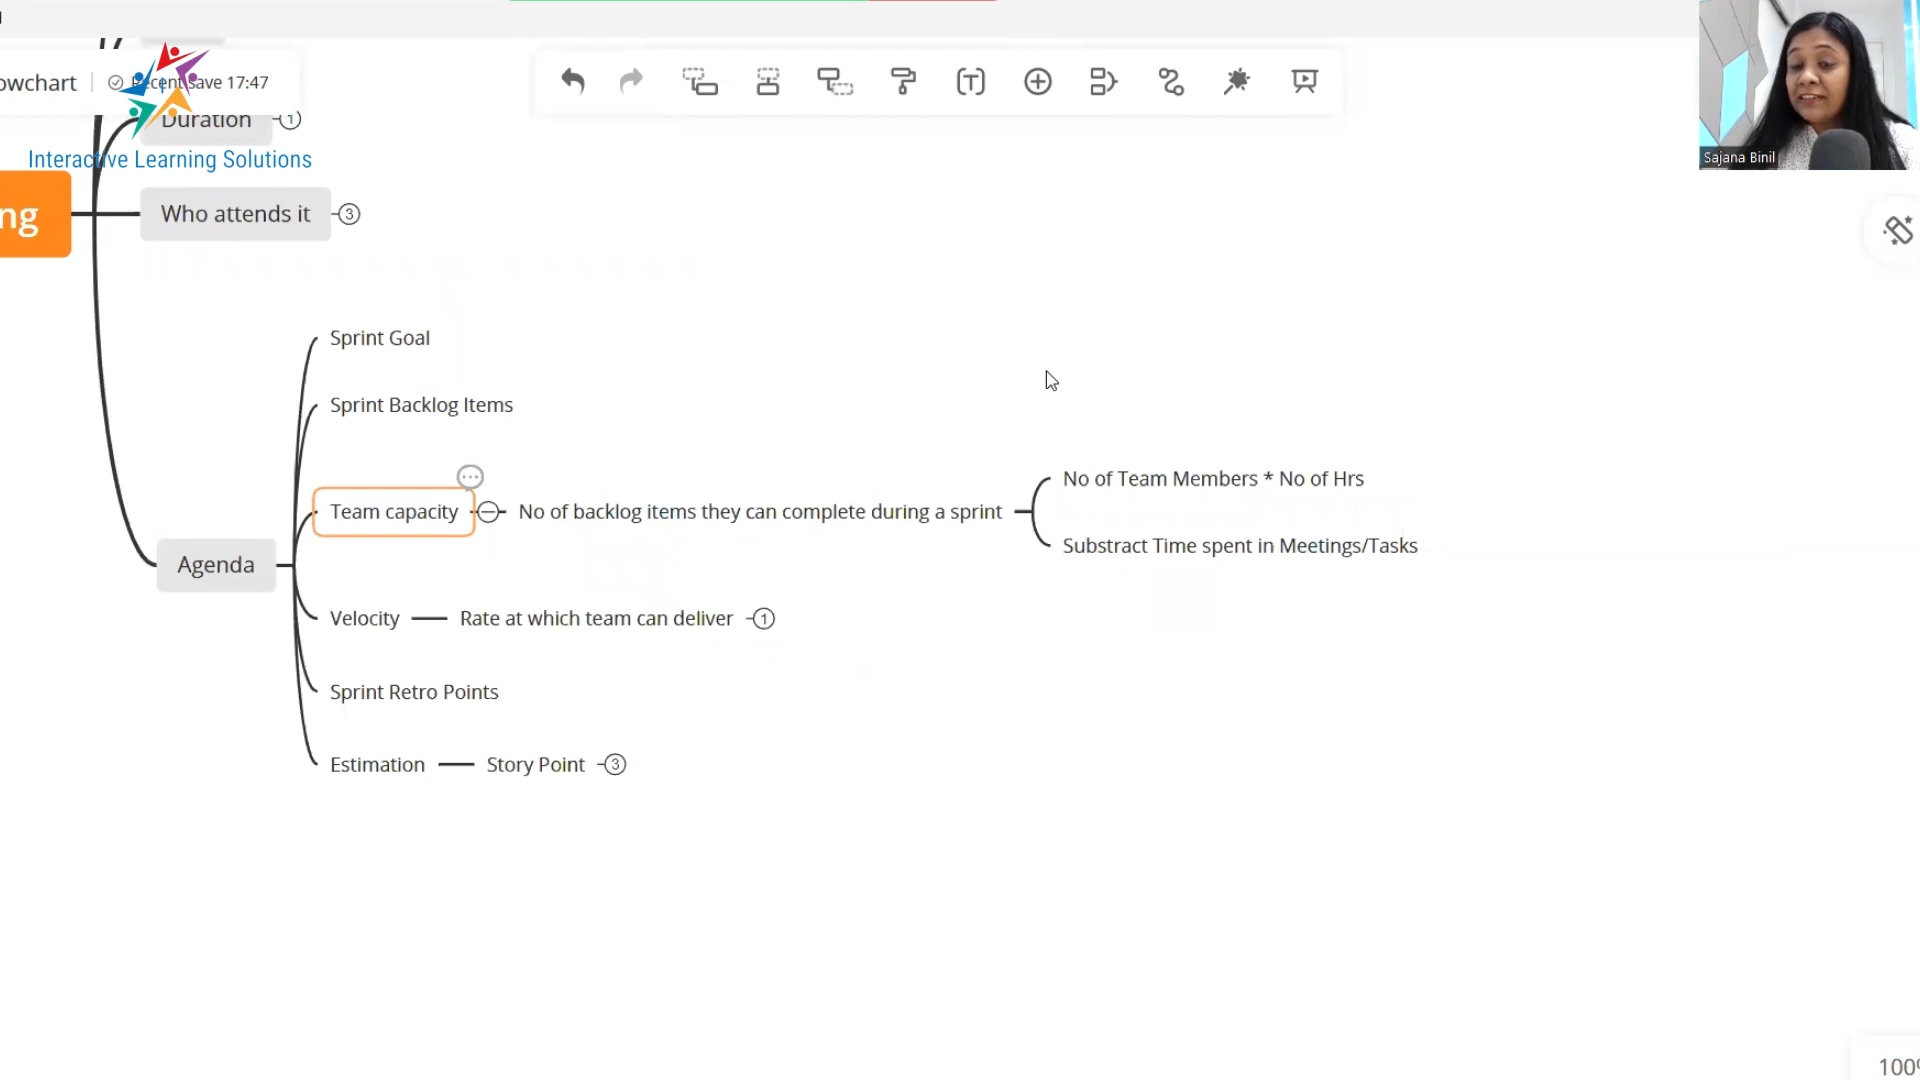 owchart
Recent save 17:47
Duration
1
Interactive Learning Solutions
ng
Who attends it
3
Sajana Binil
Sprint Goal
Sprint Backlog Items
Team capacity
No of backlog items they can complete during a sprint
No of Team Members * No of Hrs
Substract Time spent in Meetings/Tasks
Agenda
Velocity
Rate at which team can deliver
1
Sprint Retro Points
Estimation
Story Point
3
100%